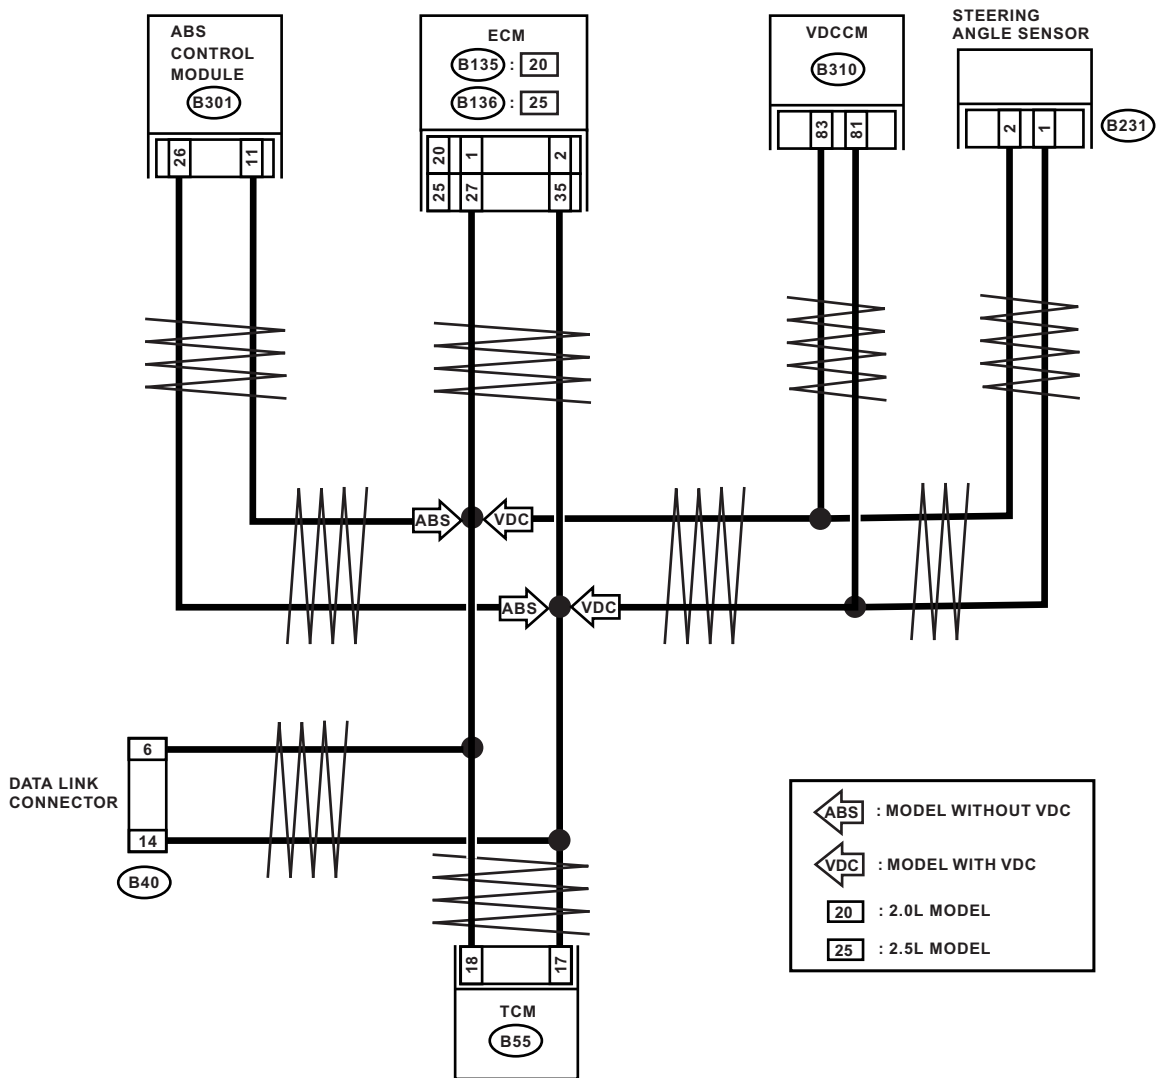 ABS
CONTROL
MODULE
B301
26
11
ECM
B135 : 20
B136 : 25
20 1 2
25 27 35
VDCCM
B310
83 81
STEERING
ANGLE SENSOR
2 1
B231
ABS VDC
ABS VDC
6
DATA LINK
CONNECTOR
14
B40
18 17
TCM
B55
ABS : MODEL WITHOUT VDC
VDC : MODEL WITH VDC
20 : 2.0L MODEL
25 : 2.5L MODEL